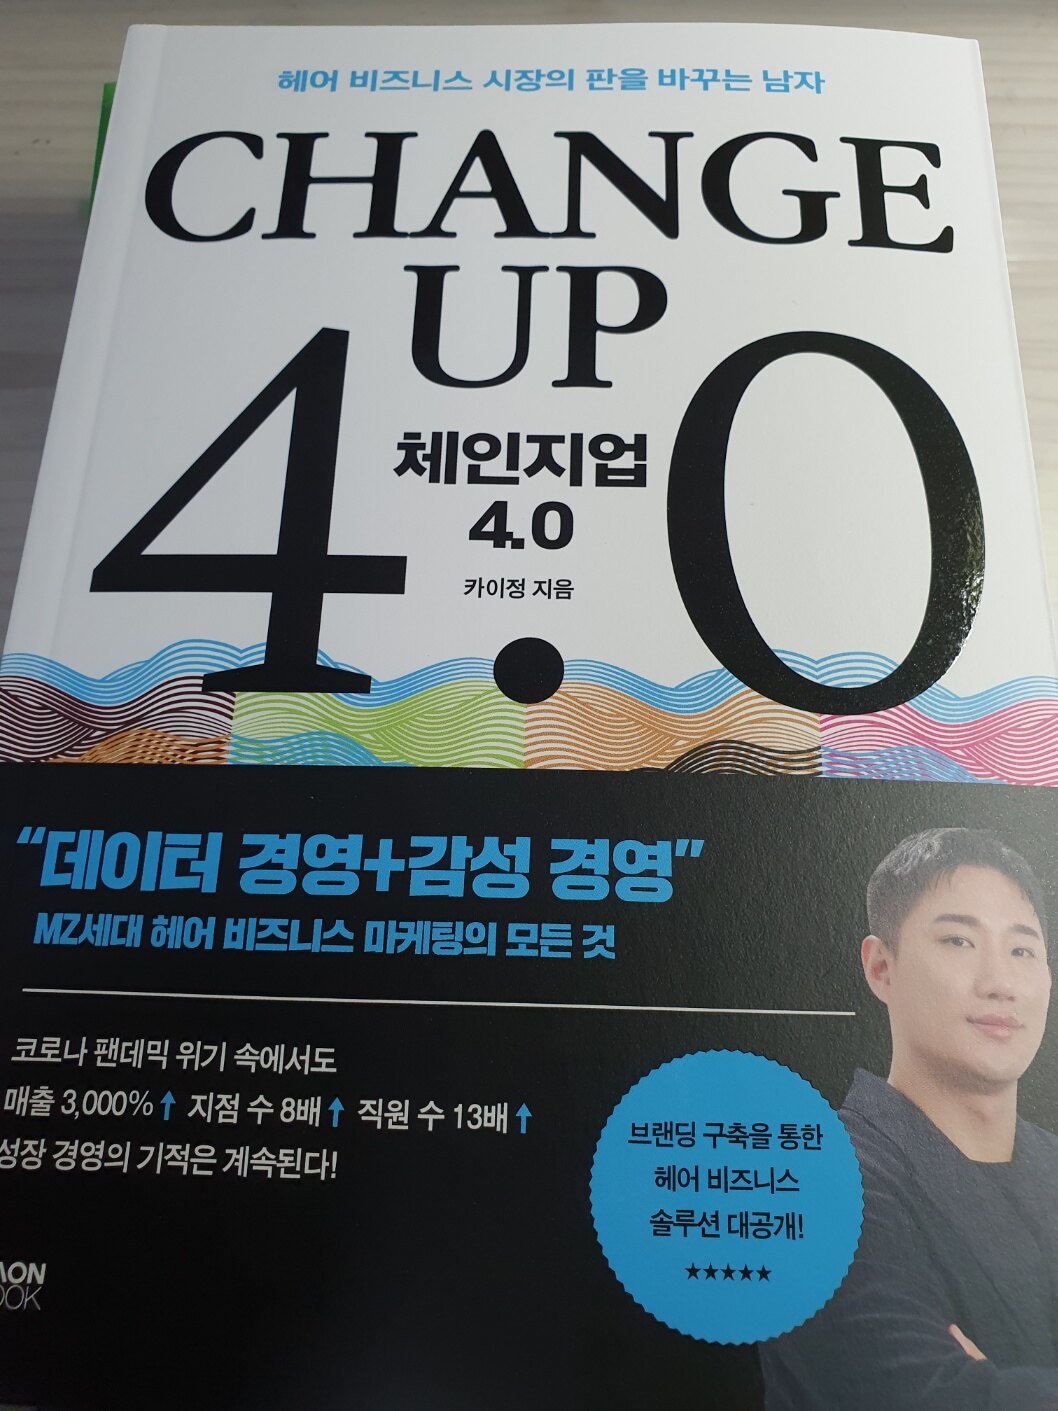 헤어 비즈니스 시장의 판을 바꾸는 남자
CHANGE
UP
4.0
체인지업
4.0
카이정 지음
“데이터 경영+감성 경영”
MZ세대 헤어 비즈니스 마케팅의 모든 것
코로나 팬데믹 위기 속에서도
매출 3,000%↑ 지점 수 8배↑ 직원 수 13배↑
성장 경영의 기적은 계속된다!
브랜딩 구축을 통한
헤어 비즈니스
솔루션 대공개!
★★★★★